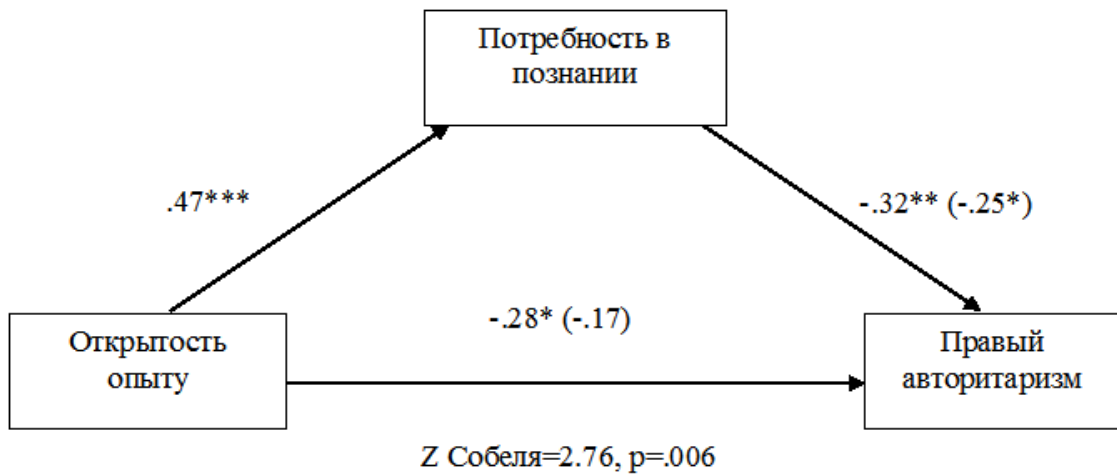 Потребность в
познании
.47***
-.32** (-.25*)
-.28* (-.17)
Открытость
опыту
Правый
авторитаризм
Z Собеля=2.76, p=.006